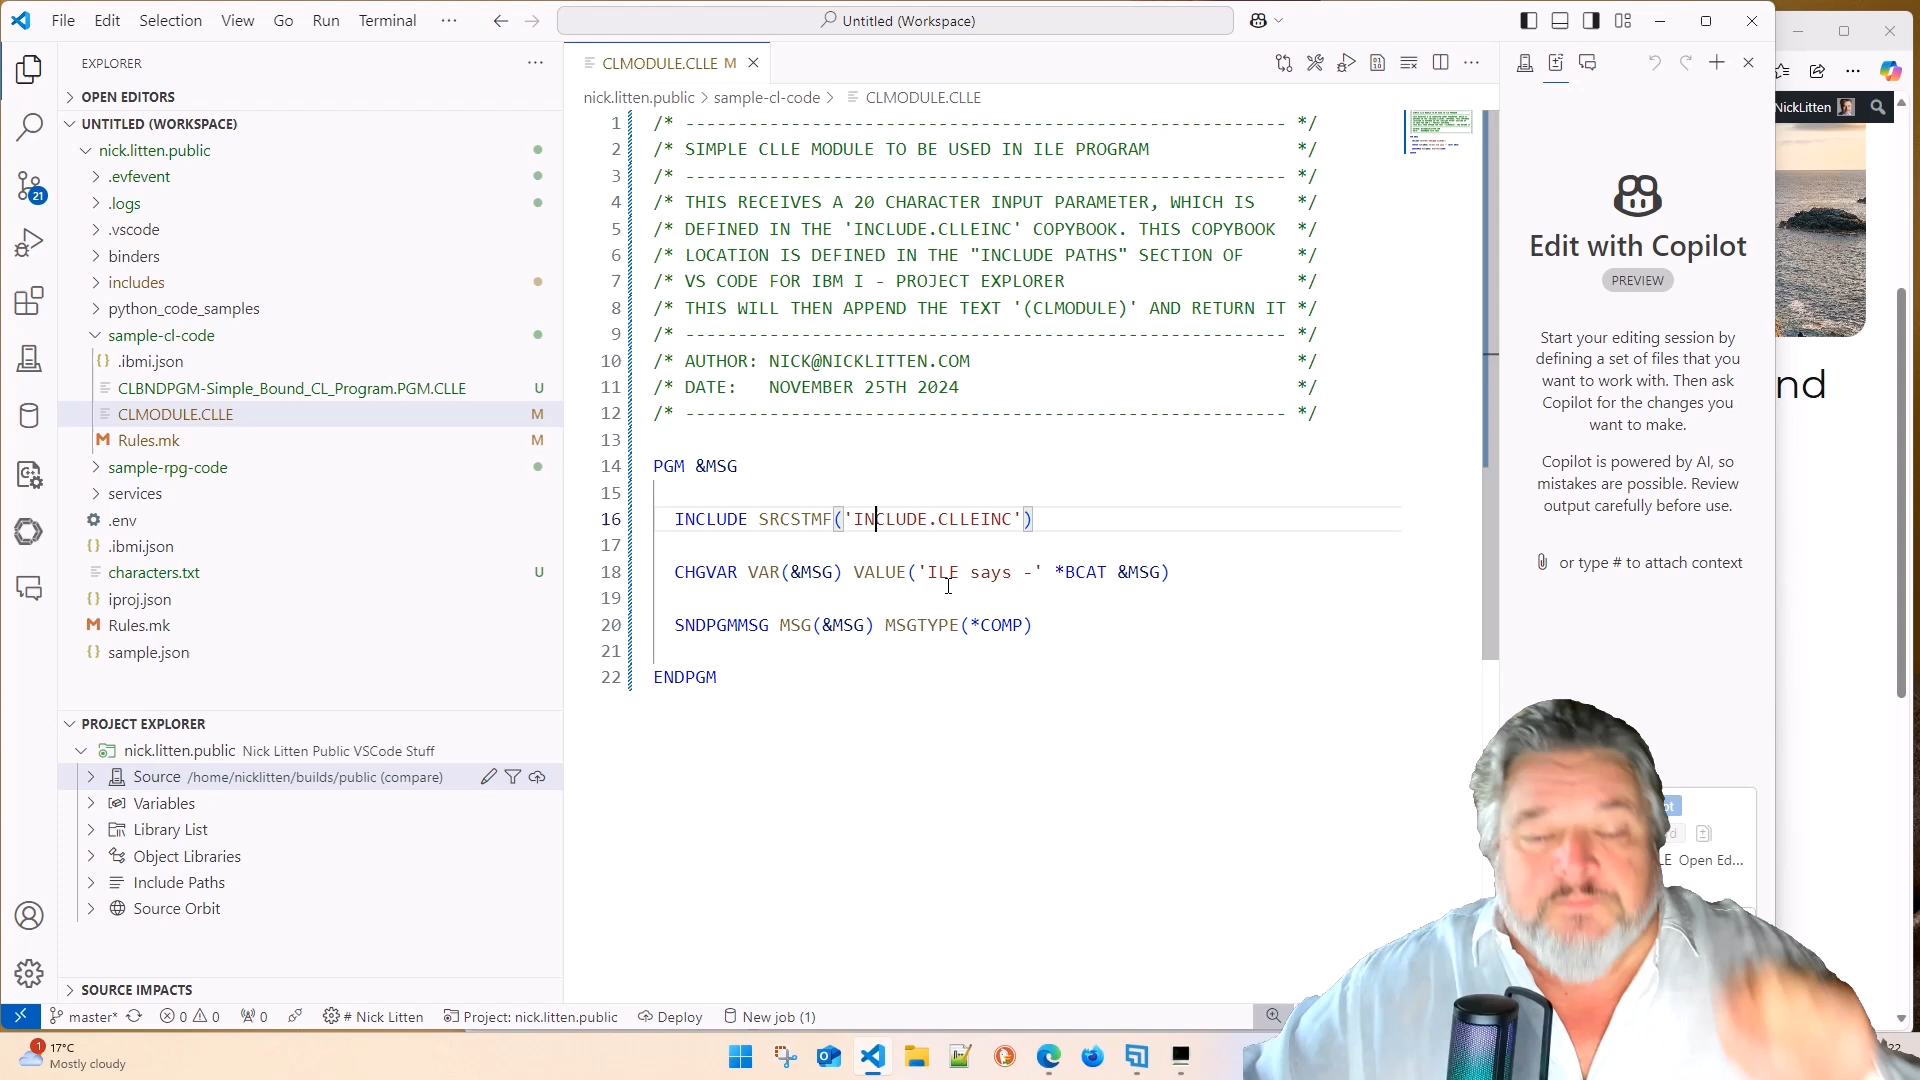 File Edit Selection View Go Run Terminal ···
Untitled (Workspace)
EXPLORER
OPEN EDITORS
UNTITLED (WORKSPACE)
nick.litten.public
.evfevent
.logs
.vscode
binders
includes
python_code_samples
sample-cl-code
.ibmi.json
CLBNDPGM-Simple_Bound_CL_Program.PGM.CLLE U
CLMODULE.CLLE M
Rules.mk M
sample-rpg-code
services
.env
.ibmi.json
characters.txt U
iproj.json
Rules.mk
sample.json
21
PROJECT EXPLORER
nick.litten.public Nick Litten Public VSCode Stuff
Source /home/nicklitten/builds/public (compare)
Variables
Library List
Object Libraries
Include Paths
Source Orbit
SOURCE IMPACTS
CLMODULE.CLLE M
nick.litten.public > sample-cl-code > CLMODULE.CLLE
1 /* --------------------------------------------------------- */
2 /* SIMPLE CLLE MODULE TO BE USED IN ILE PROGRAM */
3 /* --------------------------------------------------------- */
4 /* THIS RECEIVES A 20 CHARACTER INPUT PARAMETER, WHICH IS */
5 /* DEFINED IN THE 'INCLUDE.CLLEINC' COPYBOOK. THIS COPYBOOK */
6 /* LOCATION IS DEFINED IN THE "INCLUDE PATHS" SECTION OF */
7 /* VS CODE FOR IBM I - PROJECT EXPLORER */
8 /* THIS WILL THEN APPEND THE TEXT '(CLMODULE)' AND RETURN IT */
9 /* --------------------------------------------------------- */
10 /* AUTHOR: NICK@NICKLITTEN.COM */
11 /* DATE: NOVEMBER 25TH 2024 */
12 /* --------------------------------------------------------- */
13
14 PGM &MSG
15
16 INCLUDE SRCSTMF('INCLUDE.CLLEINC')
17
18 CHGVAR VAR(&MSG) VALUE('ILE says -' *BCAT &MSG)
19
20 SNDPGMMSG MSG(&MSG) MSGTYPE(*COMP)
21
22 ENDPGM
Edit with Copilot
PREVIEW
Start your editing session by
defining a set of files that you
want to work with. Then ask
Copilot for the changes you
want to make.
Copilot is powered by AI, so
mistakes are possible. Review
output carefully before use.
or type # to attach context
Open Ed...
NickLitten
nd
master* 0 0 0 # Nick Litten Project: nick.litten.public Deploy New job (1)
1
17°C
Mostly cloudy